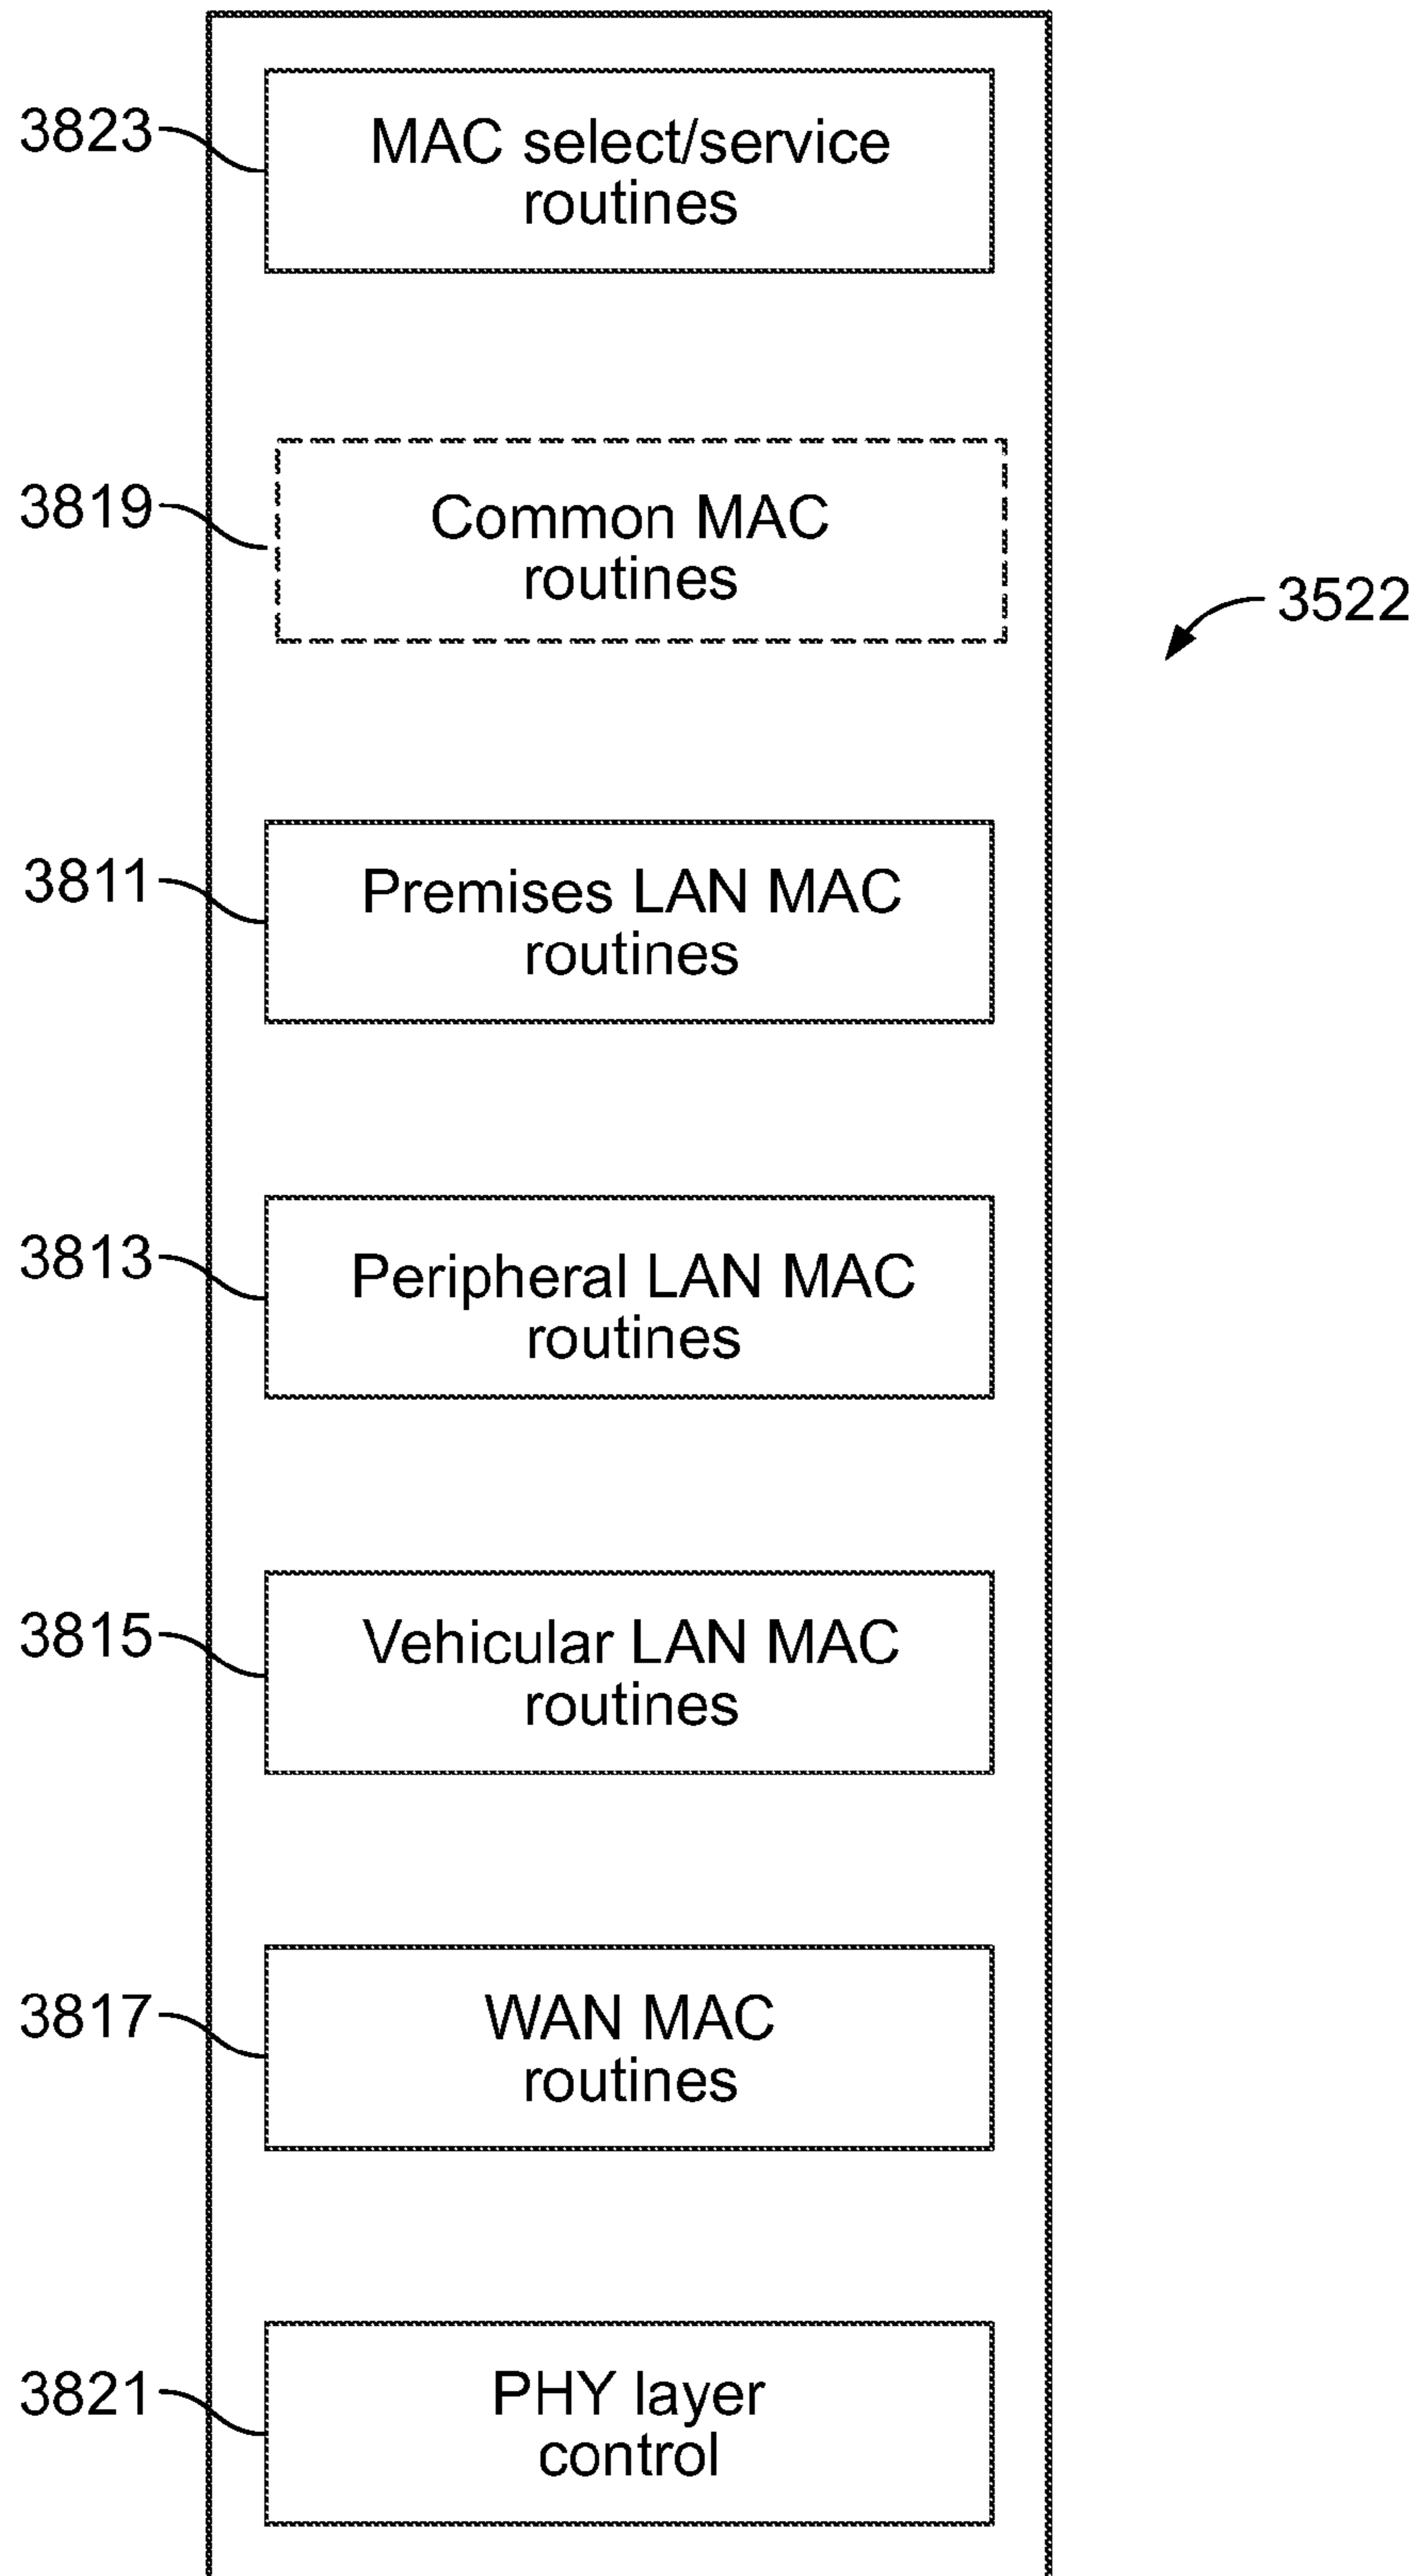 3823
MAC select/service
routines
3819
Common MAC
routines
3522
3811
Premises LAN MAC
routines
3813
Peripheral LAN MAC
routines
3815
Vehicular LAN MAC
routines
3817
WAN MAC
routines
3821
PHY layer
control